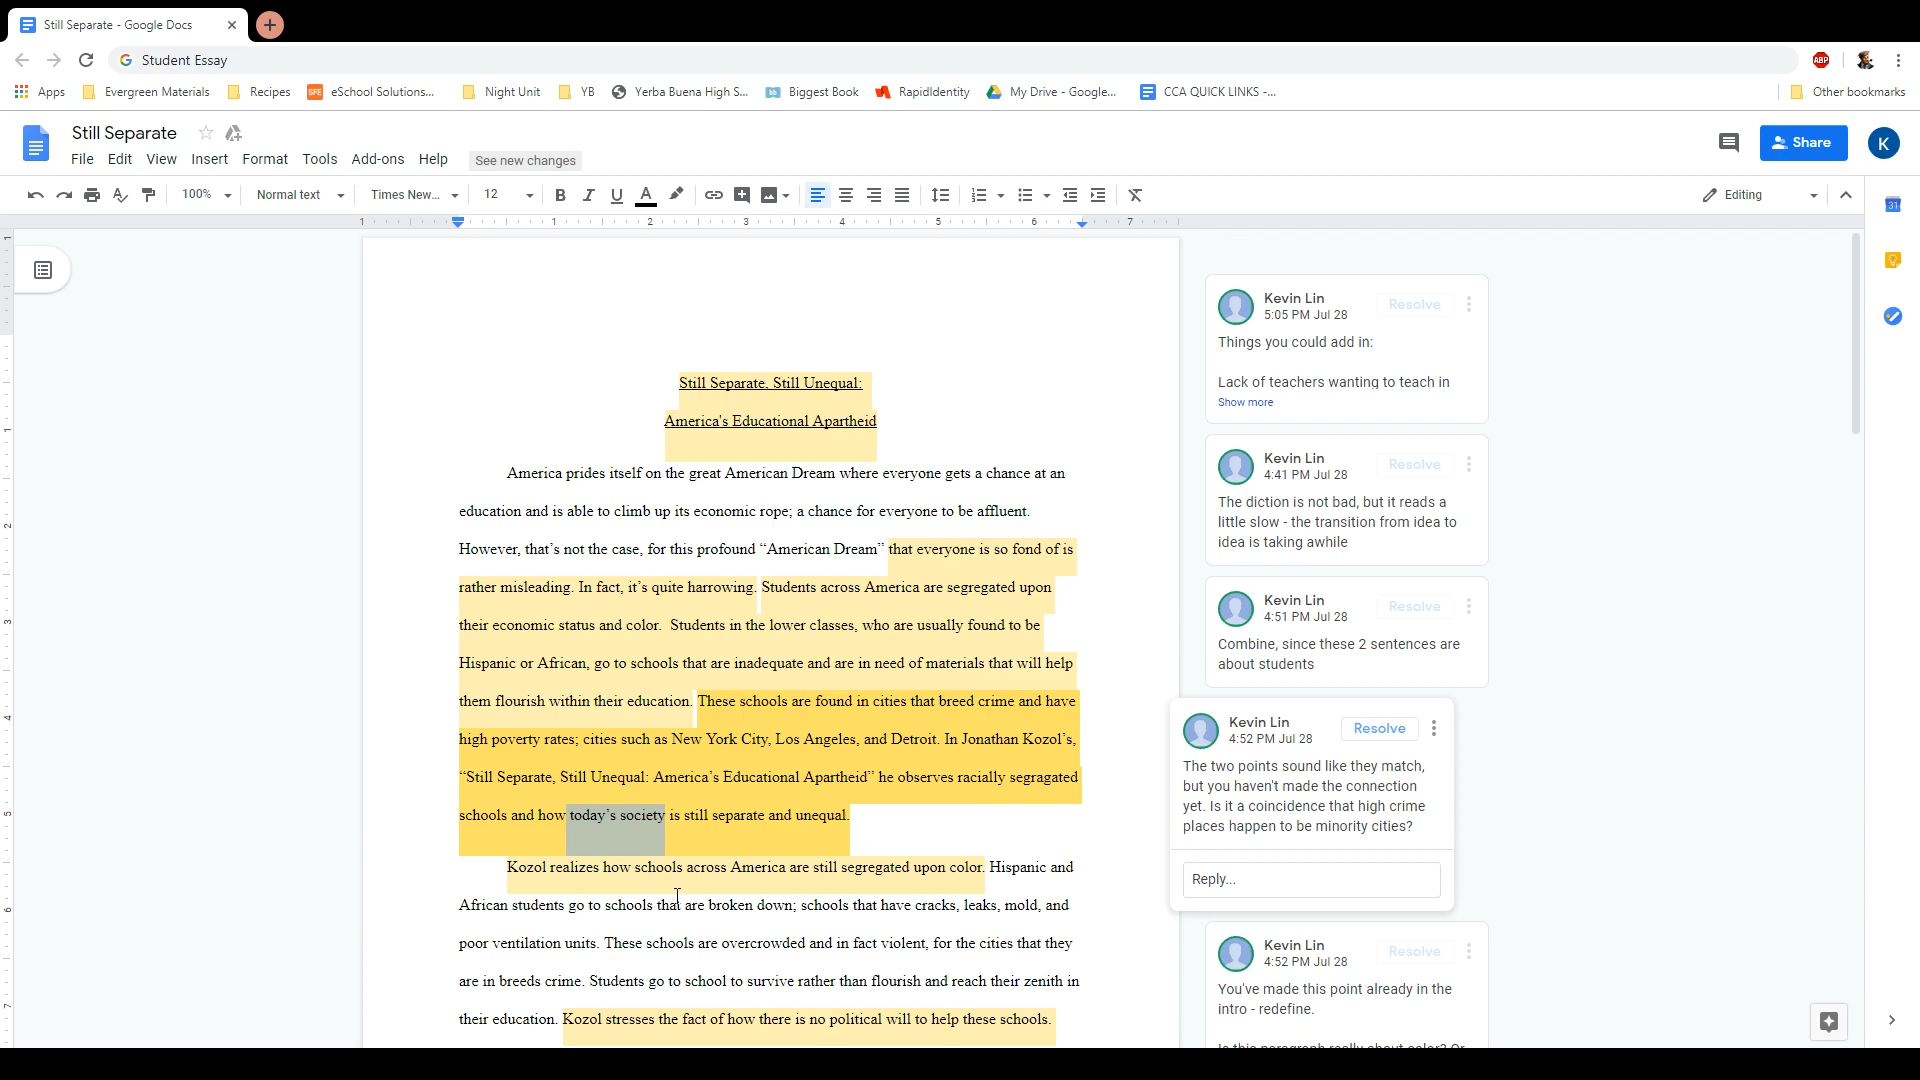 Still Separate - Google Docs
Student Essay
ABP
Apps
Evergreen Materials
Recipes
SFE
eSchool Solutions...
Night Unit
YB
Yerba Buena High S...
Biggest Book
RapidIdentity
My Drive - Google...
CCA QUICK LINKS -...
Other bookmarks
Still Separate
File Edit View Insert Format Tools Add-ons Help
See new changes
Share
K
100%
Normal text
Times New...
12
B I U A
Editing
31
1 1 2 3 4 5 6 7
Still Separate, Still Unequal:
America's Educational Apartheid
America prides itself on the great American Dream where everyone gets a chance at an
education and is able to climb up its economic rope; a chance for everyone to be affluent.
However, that’s not the case, for this profound “American Dream” that everyone is so fond of is
rather misleading. In fact, it’s quite harrowing. Students across America are segregated upon
their economic status and color.  Students in the lower classes, who are usually found to be
Hispanic or African, go to schools that are inadequate and are in need of materials that will help
them flourish within their education. These schools are found in cities that breed crime and have
high poverty rates; cities such as New York City, Los Angeles, and Detroit. In Jonathan Kozol’s,
“Still Separate, Still Unequal: America’s Educational Apartheid” he observes racially segragated
schools and how today’s society is still separate and unequal.
Kozol realizes how schools across America are still segregated upon color. Hispanic and
African students go to schools that are broken down; schools that have cracks, leaks, mold, and
poor ventilation units. These schools are overcrowded and in fact violent, for the cities that they
are in breeds crime. Students go to school to survive rather than flourish and reach their zenith in
their education. Kozol stresses the fact of how there is no political will to help these schools.
Kevin Lin
5:05 PM Jul 28
Resolve
Things you could add in:
Lack of teachers wanting to teach in
Show more
Kevin Lin
4:41 PM Jul 28
Resolve
The diction is not bad, but it reads a
little slow - the transition from idea to
idea is taking awhile
Kevin Lin
4:51 PM Jul 28
Resolve
Combine, since these 2 sentences are
about students
Kevin Lin
4:52 PM Jul 28
Resolve
The two points sound like they match,
but you haven't made the connection
yet. Is it a coincidence that high crime
places happen to be minority cities?
Reply...
Kevin Lin
4:52 PM Jul 28
Resolve
You've made this point already in the
intro - redefine.
Is this paragraph really about color? Or